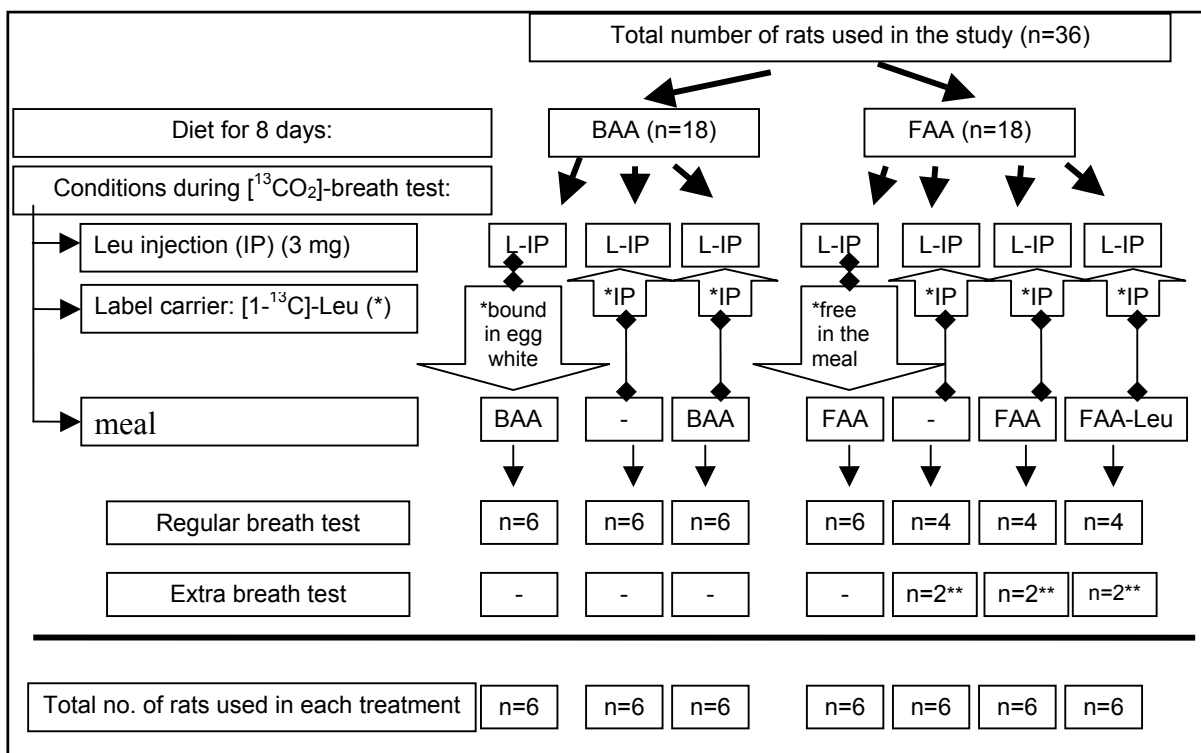 Total number of rats used in the study (n=36)
Diet for 8 days:
BAA (n=18)
FAA (n=18)
Conditions during [¹³CO₂]-breath test:
Leu injection (IP) (3 mg)
L-IP
L-IP
L-IP
L-IP
L-IP
L-IP
L-IP
Label carrier: [1-¹³C]-Leu (*)
*bound
in egg
white
*IP
*IP
*free
in the
meal
*IP
*IP
*IP
meal
BAA
-
BAA
FAA
-
FAA
FAA-Leu
Regular breath test
n=6
n=6
n=6
n=6
n=4
n=4
n=4
Extra breath test
-
-
-
-
n=2**
n=2**
n=2**
Total no. of rats used in each treatment
n=6
n=6
n=6
n=6
n=6
n=6
n=6